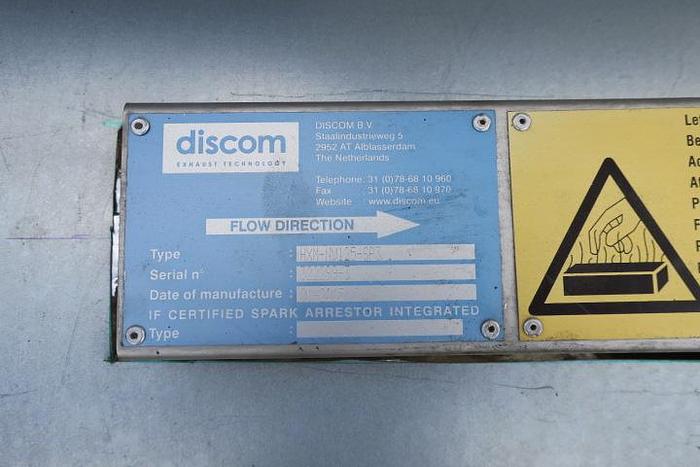 discom
EXHAUST TECHNOLOGY
DISCOM B.V.
Staalindustrieweg 5
2952 AT Alblasserdam
The Netherlands
Telephone: 31 (0)78-68 10 960
Fax 31 (0)78-68 10 970
Website : www.discom.eu
FLOW DIRECTION
Type :
Serial n° :
Date of manufacture :
IF CERTIFIED SPARK ARRESTOR INTEGRATED
Type :